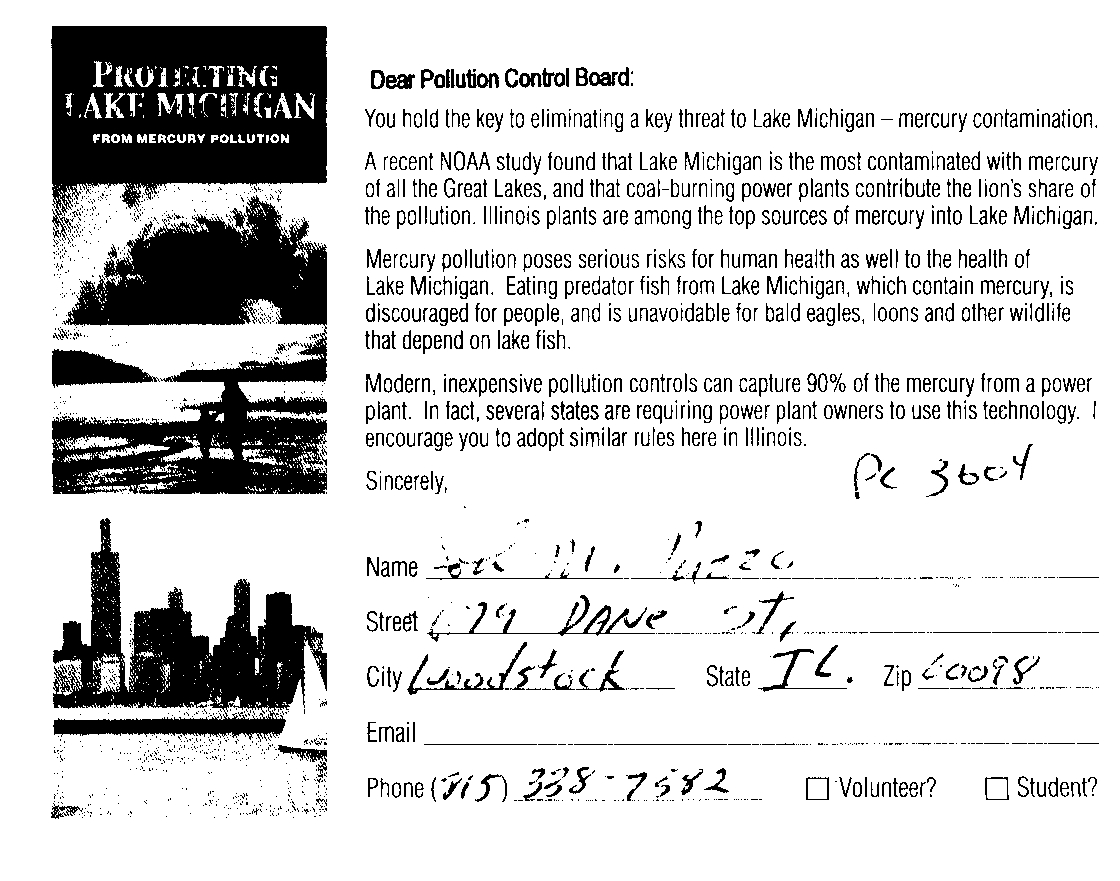 PROTECTING
LAKE MICHIGAN
FROM MERCURY POLLUTION
Dear Pollution Control Board:
You hold the key to eliminating a key threat to Lake Michigan – mercury contamination.
A recent NOAA study found that Lake Michigan is the most contaminated with mercury
of all the Great Lakes, and that coal-burning power plants contribute the lion's share of
the pollution. Illinois plants are among the top sources of mercury into Lake Michigan.
Mercury pollution poses serious risks for human health as well to the health of
Lake Michigan. Eating predator fish from Lake Michigan, which contain mercury, is
discouraged for people, and is unavoidable for bald eagles, loons and other wildlife
that depend on lake fish.
Modern, inexpensive pollution controls can capture 90% of the mercury from a power
plant. In fact, several states are requiring power plant owners to use this technology. I
encourage you to adopt similar rules here in Illinois.
Sincerely,
PC 3604
Name M. Puzzo
Street 679 DANE St,
City Woodstock State IL. Zip 60098
Email
Phone (815) 338-7582 Volunteer? Student?